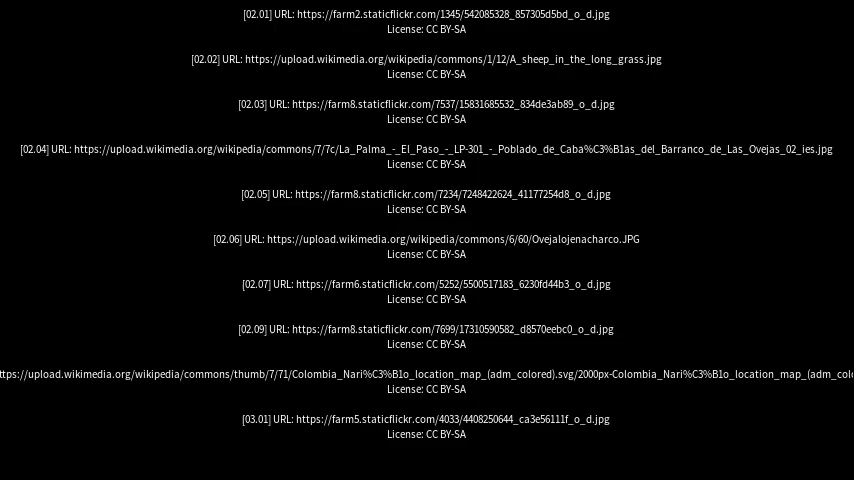 [02.01] URL: https://farm2.staticflickr.com/1345/542085328_857305d5bd_o_d.jpg
License: CC BY-SA
[02.02] URL: https://upload.wikimedia.org/wikipedia/commons/1/12/A_sheep_in_the_long_grass.jpg
License: CC BY-SA
[02.03] URL: https://farm8.staticflickr.com/7537/15831685532_834de3ab89_o_d.jpg
License: CC BY-SA
[02.04] URL: https://upload.wikimedia.org/wikipedia/commons/7/7c/La_Palma_-_El_Paso_-_LP-301_-_Poblado_de_Caba%C3%B1as_del_Barranco_de_Las_Ovejas_02_ies.jpg
License: CC BY-SA
[02.05] URL: https://farm8.staticflickr.com/7234/7248422624_41177254d8_o_d.jpg
License: CC BY-SA
[02.06] URL: https://upload.wikimedia.org/wikipedia/commons/6/60/Ovejalojenacharco.JPG
License: CC BY-SA
[02.07] URL: https://farm6.staticflickr.com/5252/5500517183_6230fd44b3_o_d.jpg
License: CC BY-SA
[02.09] URL: https://farm8.staticflickr.com/7699/17310590582_d8570eebc0_o_d.jpg
License: CC BY-SA
ttps://upload.wikimedia.org/wikipedia/commons/thumb/7/71/Colombia_Nari%C3%B1o_location_map_(adm_colored).svg/2000px-Colombia_Nari%C3%B1o_location_map_(adm_colo
License: CC BY-SA
[03.01] URL: https://farm5.staticflickr.com/4033/4408250644_ca3e56111f_o_d.jpg
License: CC BY-SA